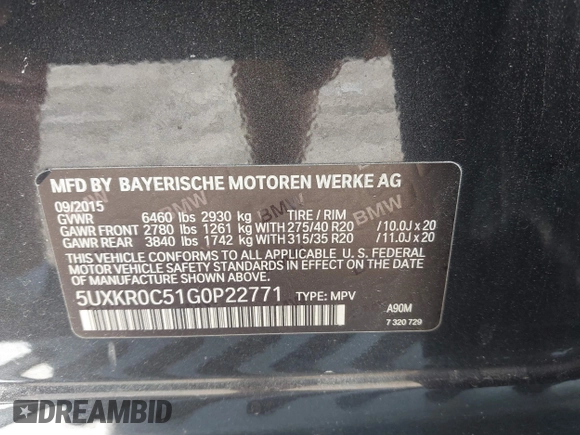 MFD BY BAYERISCHE MOTOREN WERKE AG
09/2015
GVWR 6460 lbs 2930 kg TIRE / RIM
GAWR FRONT 2780 lbs 1261 kg WITH 275/40 R20 /10.0J x 20
GAWR REAR 3840 lbs 1742 kg WITH 315/35 R20 /11.0J x 20
THIS VEHICLE CONFORMS TO ALL APPLICABLE U. S. FEDERAL
MOTOR VEHICLE SAFETY STANDARDS IN EFFECT ON THE DATE
OF MANUFACTURE SHOWN ABOVE.
5UXKR0C51G0P22771 TYPE: MPV
A90M
7 320 729
BMW
BMW
BMW
DREAMBID